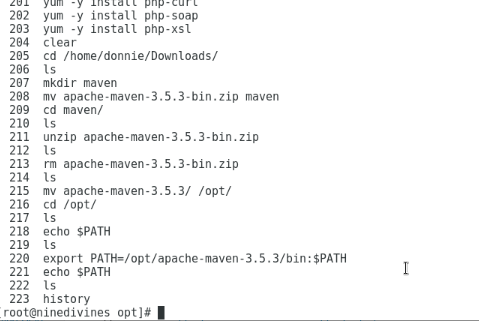 201 yum -y install php-curl
202 yum -y install php-soap
203 yum -y install php-xsl
204 clear
205 cd /home/donnie/Downloads/
206 ls
207 mkdir maven
208 mv apache-maven-3.5.3-bin.zip maven
209 cd maven/
210 ls
211 unzip apache-maven-3.5.3-bin.zip
212 ls
213 rm apache-maven-3.5.3-bin.zip
214 ls
215 mv apache-maven-3.5.3/ /opt/
216 cd /opt/
217 ls
218 echo $PATH
219 ls
220 export PATH=/opt/apache-maven-3.5.3/bin:$PATH
221 echo $PATH
222 ls
223 history
[root@ninedivines opt]#